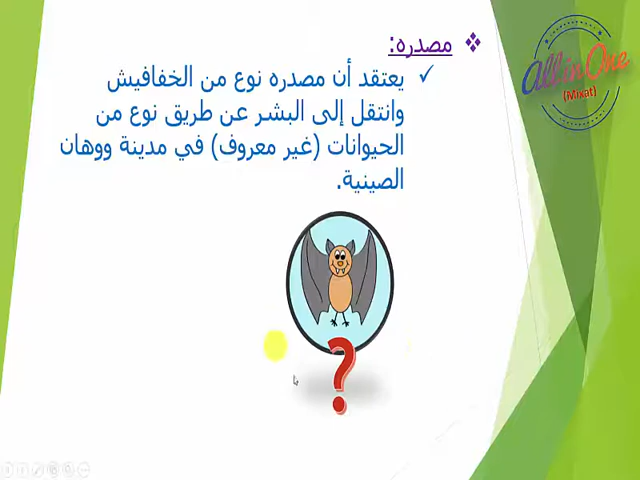 مصدره:
يعتقد أن مصدره نوع من الخفافيش
وانتقل إلى البشر عن طريق نوع من
الحيوانات (غير معروف) في مدينة ووهان
الصينية.
All in One
(Mixat)
?